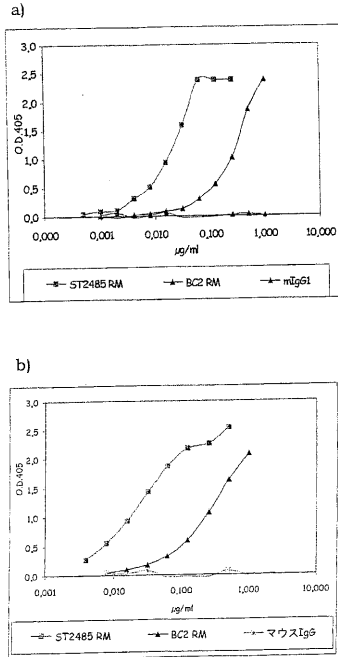 a)
3,0
2,5
2,0
1,5
1,0
0,5
0,0
O.D.405
0,000 0,001 0,010 0,100 1,000 10,000
µg/ml
ST2485 RM BC2 RM mIgG1
b)
3,0
2,5
2,0
1,5
1,0
0,5
0,0
O.D.405
0,001 0,010 0,100 1,000 10,000
µg/ml
ST2485 RM BC2 RM マウスIgG